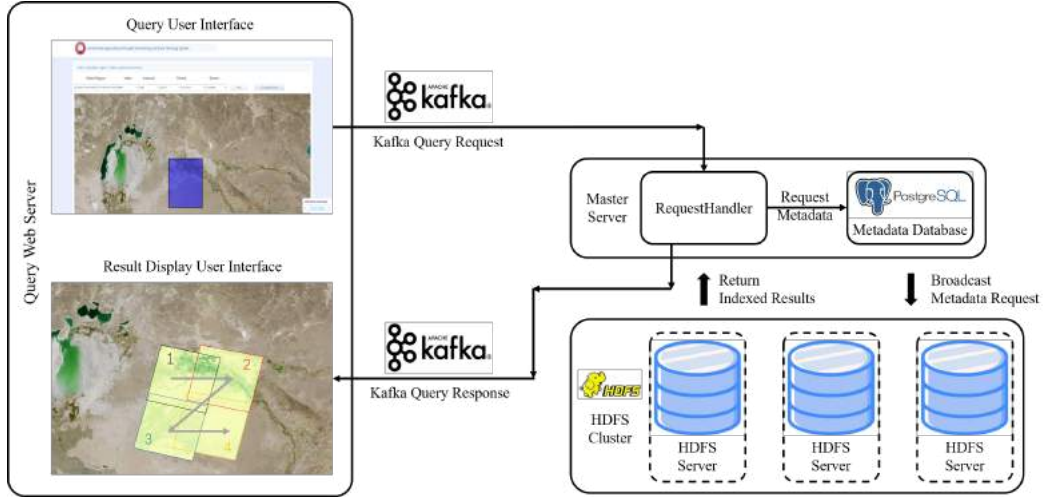 Query User Interface
Query Web Server
APACHE
kafka
Kafka Query Request
Master
Server
RequestHandler
Request
Metadata
PostgreSQL
Metadata Database
Result Display User Interface
1
2
3
4
Return
Indexed Results
Broadcast
Metadata Request
APACHE
kafka
Kafka Query Response
HDFS
HDFS
Cluster
HDFS
Server
HDFS
Server
HDFS
Server